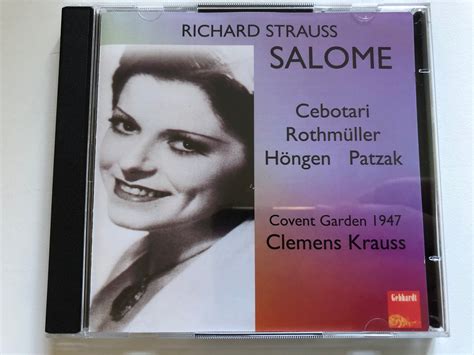 RICHARD STRAUSS
SALOME
Cebotari
Rothmüller
Höngen Patzak
Covent Garden 1947
Clemens Krauss
Gebhardt